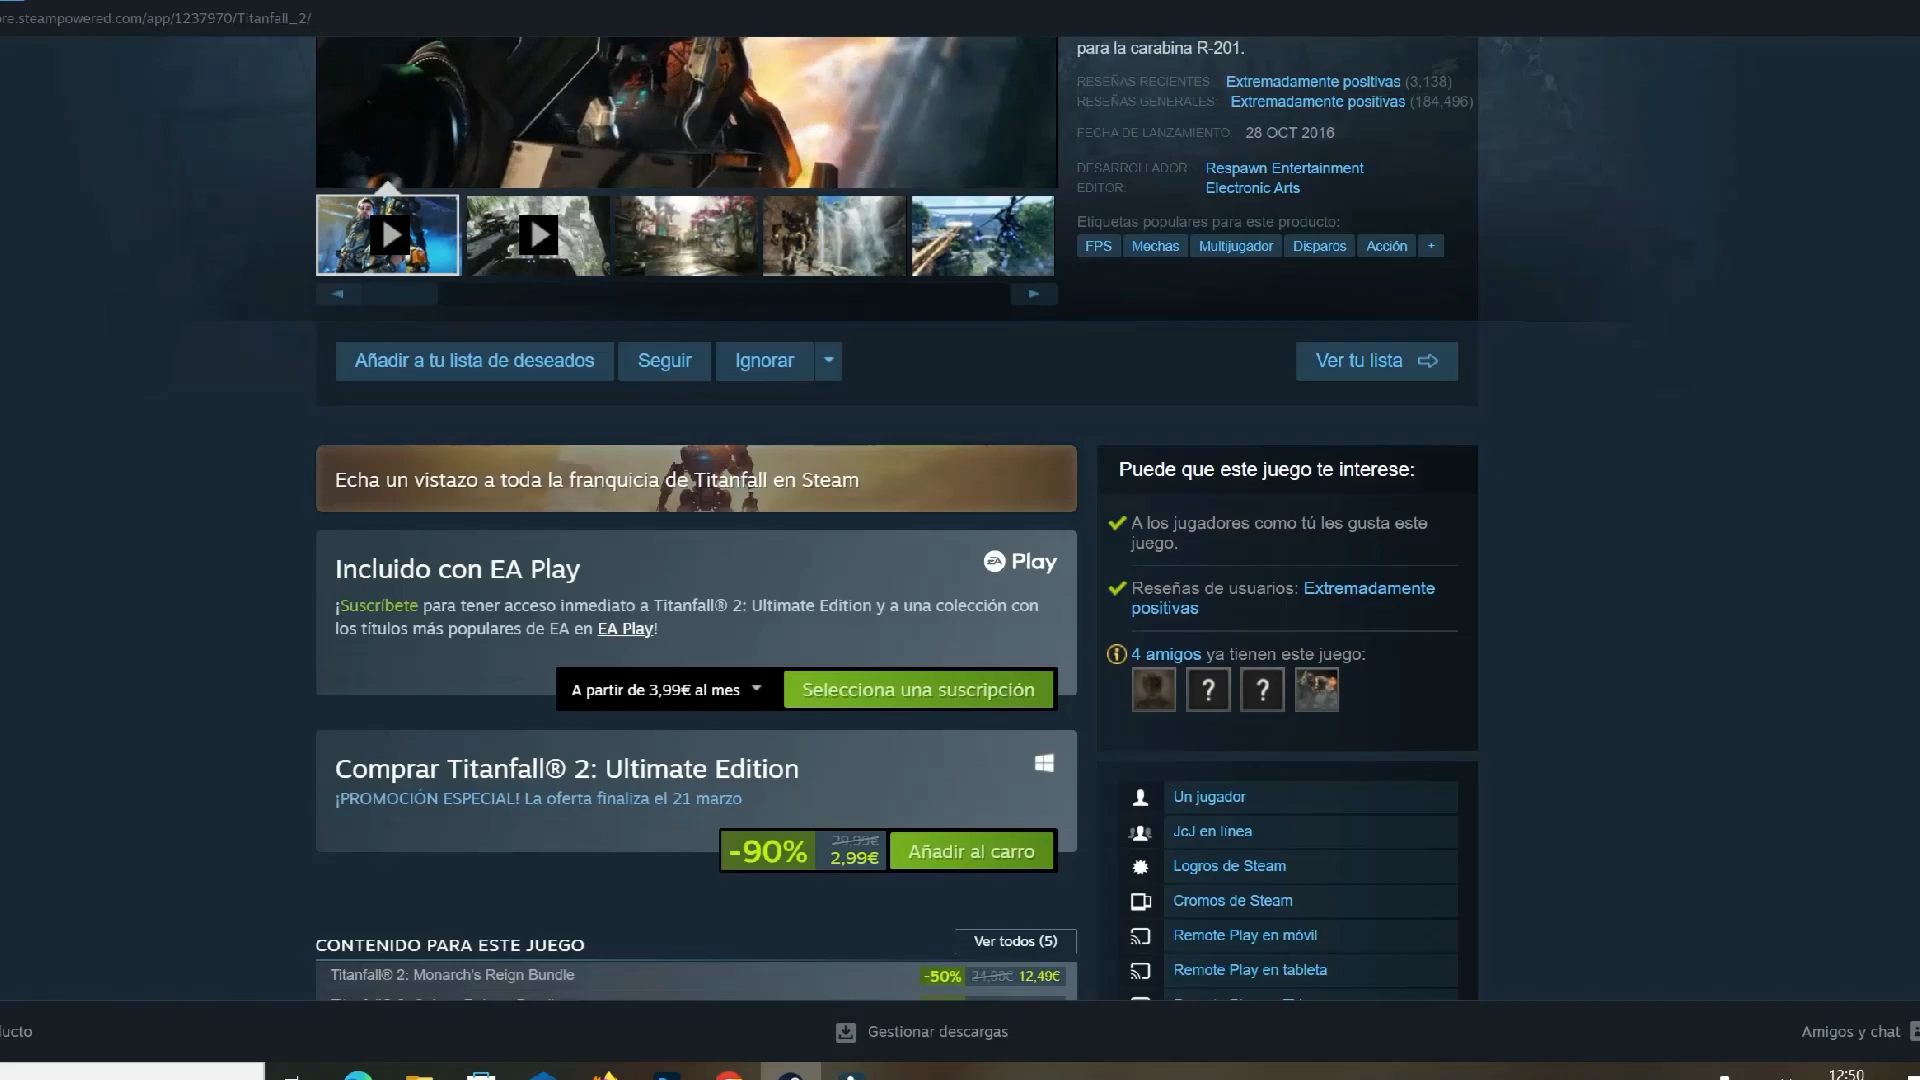 re.steampowered.com/app/1237970/Titanfall_2/
para la carabina R-201.
RESEÑAS RECIENTES: Extremadamente positivas (3,138)
RESEÑAS GENERALES: Extremadamente positivas (184,496)
FECHA DE LANZAMIENTO: 28 OCT 2016
DESARROLLADOR: Respawn Entertainment
EDITOR: Electronic Arts
Etiquetas populares para este producto:
FPS Mechas Multijugador Disparos Acción +
Añadir a tu lista de deseados Seguir Ignorar Ver tu lista
Echa un vistazo a toda la franquicia de Titanfall en Steam
Incluido con EA Play
EA Play
¡Suscríbete para tener acceso inmediato a Titanfall® 2: Ultimate Edition y a una colección con
los títulos más populares de EA en EA Play!
A partir de 3,99€ al mes Selecciona una suscripción
Comprar Titanfall® 2: Ultimate Edition
¡PROMOCIÓN ESPECIAL! La oferta finaliza el 21 marzo
-90% 29,99€ 2,99€ Añadir al carro
CONTENIDO PARA ESTE JUEGO Ver todos (5)
Titanfall® 2: Monarch's Reign Bundle -50% 24,99€ 12,49€
Puede que este juego te interese:
A los jugadores como tú les gusta este
juego.
Reseñas de usuarios: Extremadamente
positivas
4 amigos ya tienen este juego:
? ?
Un jugador
JcJ en línea
Logros de Steam
Cromos de Steam
Remote Play en móvil
Remote Play en tableta
ucto
Gestionar descargas
Amigos y chat
12:50